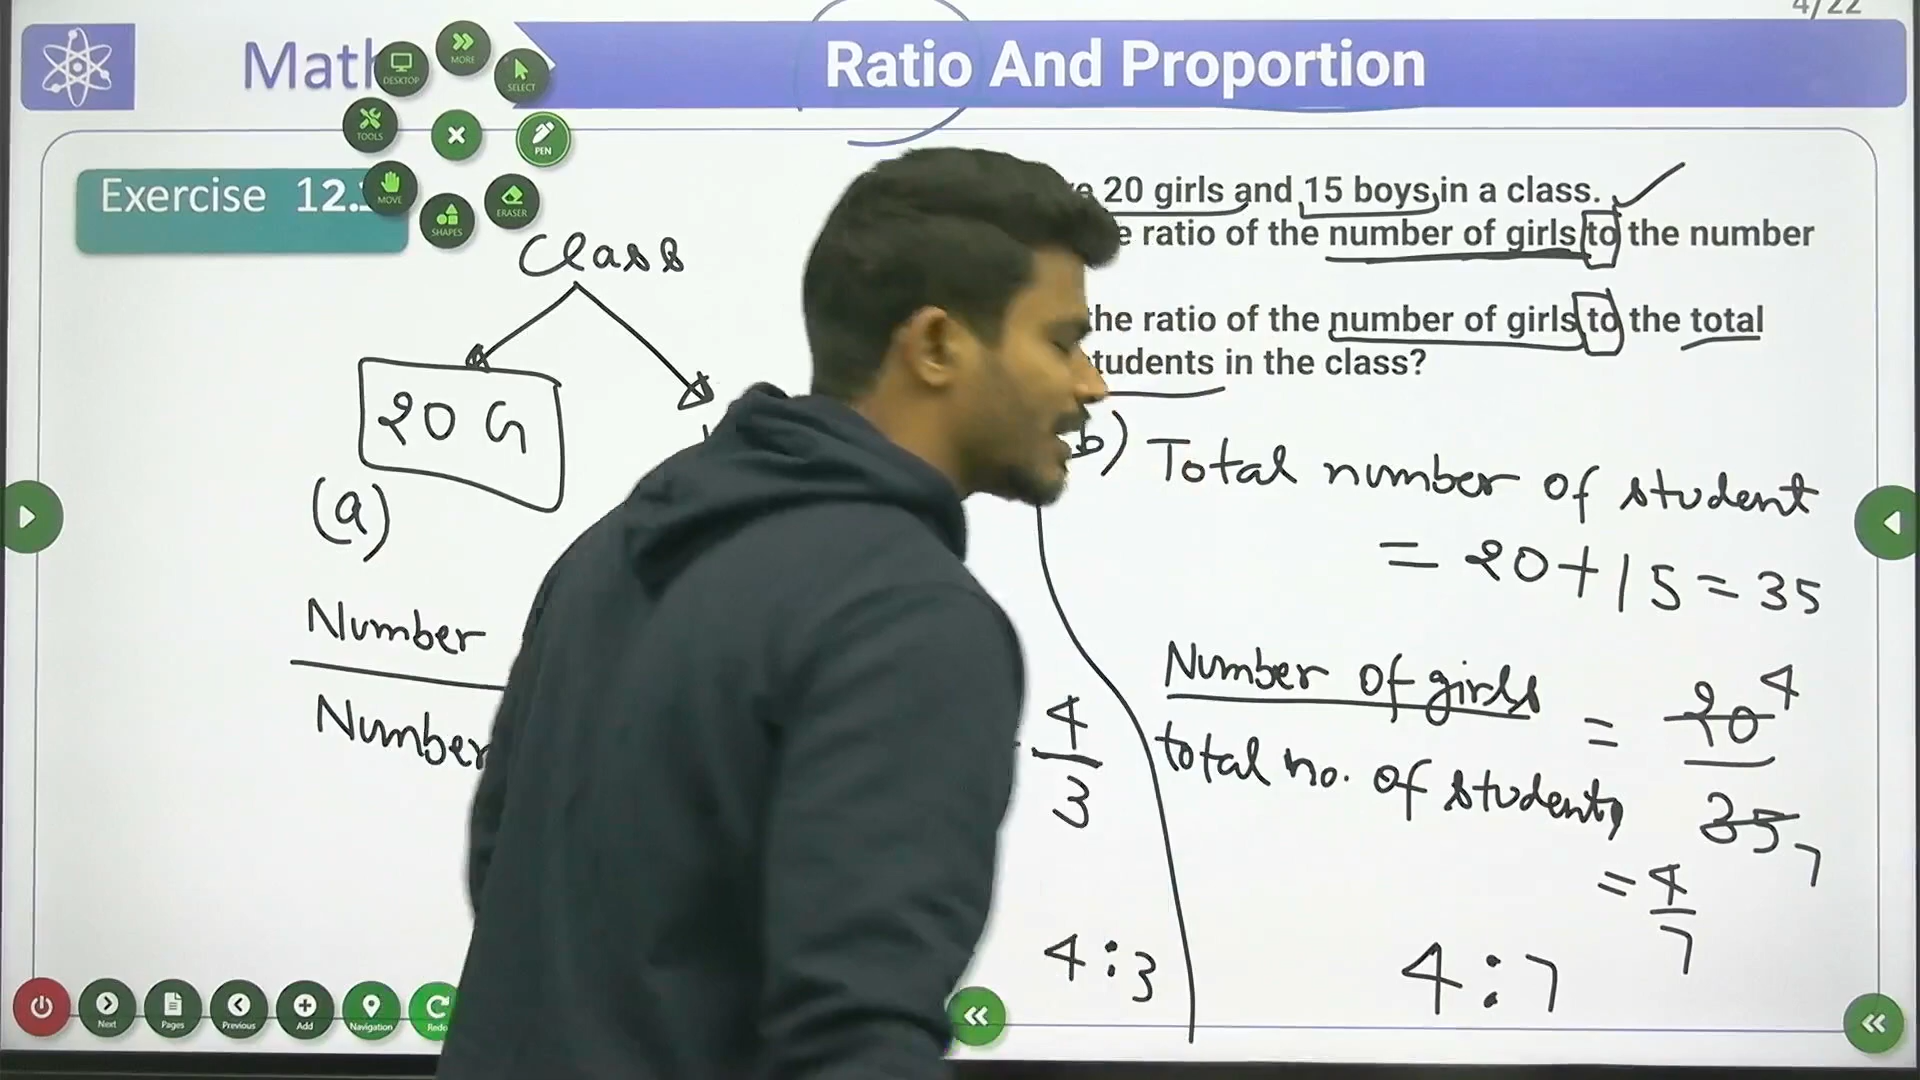 4/22
Math
Ratio And Proportion
MORE
DESKTOP
SELECT
TOOLS
PEN
MOVE
ERASER
SHAPES
Exercise 12.
20 girls and 15 boys in a class.
ratio of the number of girls to the number
the ratio of the number of girls to the total
students in the class?
Class
20 G
(a)
Number
Number
4
3
4:3
b) Total number of student
= 20+15=35
Number of girls
total no. of students
= 20 4
35 7
= 4
7
4:7
Next
Pages
Previous
Add
Navigation
Redo